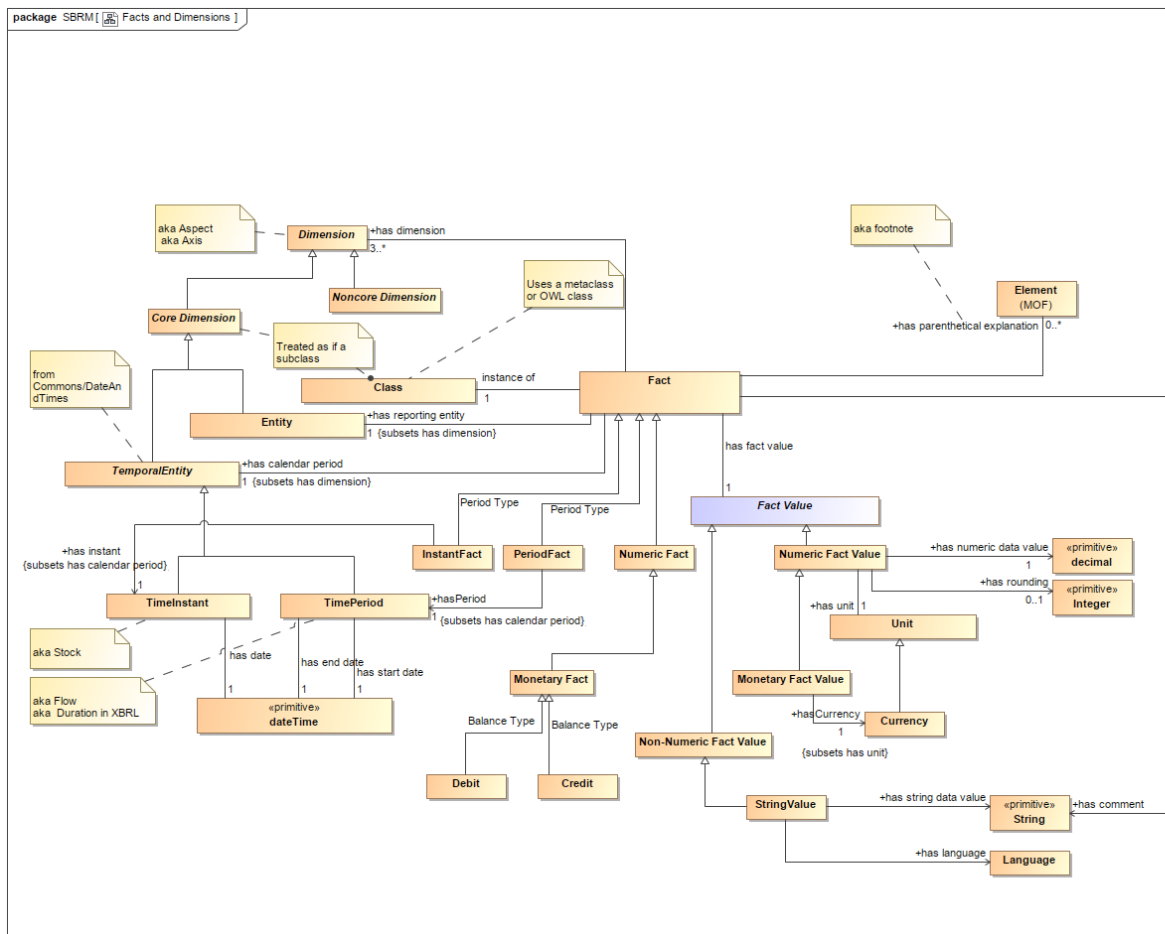 package SBRM [ Facts and Dimensions ]
aka Aspect
aka Axis
Dimension
+has dimension
3..*
aka footnote
Noncore Dimension
Uses a metaclass
or OWL class
Element
(MOF)
+has parenthetical explanation
0..*
Core Dimension
Treated as if a
subclass
from
Commons/DateAn
dTimes
Class
instance of
1
Fact
Entity
+has reporting entity
1 {subsets has dimension}
has fact value
1
TemporalEntity
+has calendar period
1 {subsets has dimension}
Period Type
Period Type
Fact Value
+has instant
{subsets has calendar period}
1
InstantFact
PeriodFact
Numeric Fact
Numeric Fact Value
+has numeric data value
1
«primitive»
decimal
+has rounding
0..1
«primitive»
Integer
TimeInstant
TimePeriod
+hasPeriod
1
{subsets has calendar period}
+has unit
1
Unit
aka Stock
has date
1
has end date
1
has start date
1
aka Flow
aka Duration in XBRL
«primitive»
dateTime
Monetary Fact
Monetary Fact Value
+hasCurrency
1
{subsets has unit}
Currency
Balance Type
Balance Type
Non-Numeric Fact Value
Debit
Credit
StringValue
+has string data value
«primitive»
String
+has comment
+has language
Language